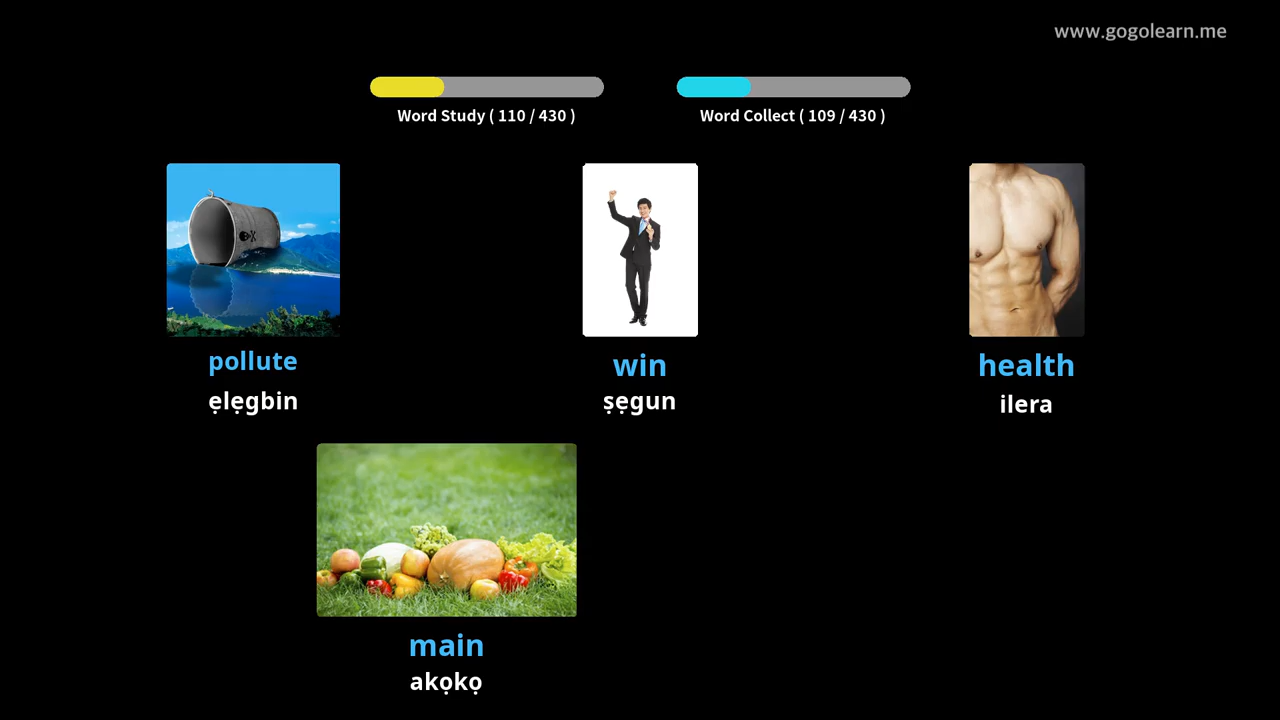 www.gogolearn.me
Word Study ( 110 / 430 )
Word Collect ( 109 / 430 )
pollute
ẹlẹgbin
win
ṣẹgun
health
ilera
main
akọkọ